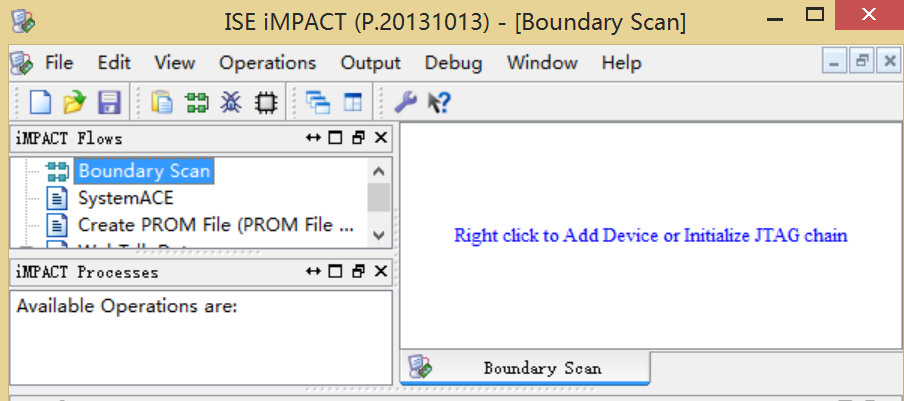 ISE iMPACT (P.20131013) - [Boundary Scan]
File Edit View Operations Output Debug Window Help
iMPACT Flows
Boundary Scan
SystemACE
Create PROM File (PROM File ...
Right click to Add Device or Initialize JTAG chain
iMPACT Processes
Available Operations are:
Boundary Scan